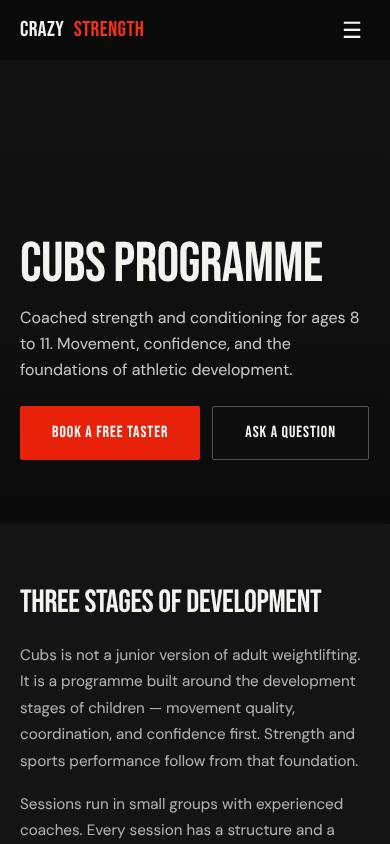 CRAZY STRENGTH
☰
CUBS PROGRAMME
Coached strength and conditioning for ages 8
to 11. Movement, confidence, and the
foundations of athletic development.
BOOK A FREE TASTER
ASK A QUESTION
THREE STAGES OF DEVELOPMENT
Cubs is not a junior version of adult weightlifting.
It is a programme built around the development
stages of children — movement quality,
coordination, and confidence first. Strength and
sports performance follow from that foundation.
Sessions run in small groups with experienced
coaches. Every session has a structure and a